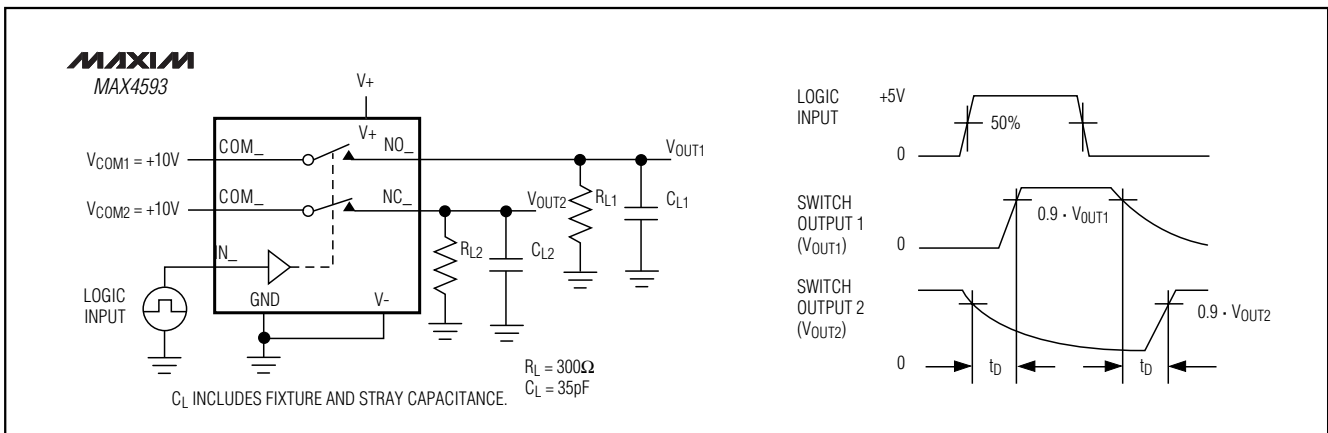 MAXIM
MAX4593
V+
V+
COM_
NO_
VCOM1 = +10V
VOUT1
COM_
NC_
VCOM2 = +10V
VOUT2
RL1
CL1
RL2
CL2
IN_
LOGIC
INPUT
GND
V-
RL = 300Ω
CL = 35pF
CL INCLUDES FIXTURE AND STRAY CAPACITANCE.
LOGIC
INPUT
+5V
50%
0
SWITCH
OUTPUT 1
(VOUT1)
0.9 · VOUT1
0
SWITCH
OUTPUT 2
(VOUT2)
0.9 · VOUT2
0
tD
tD